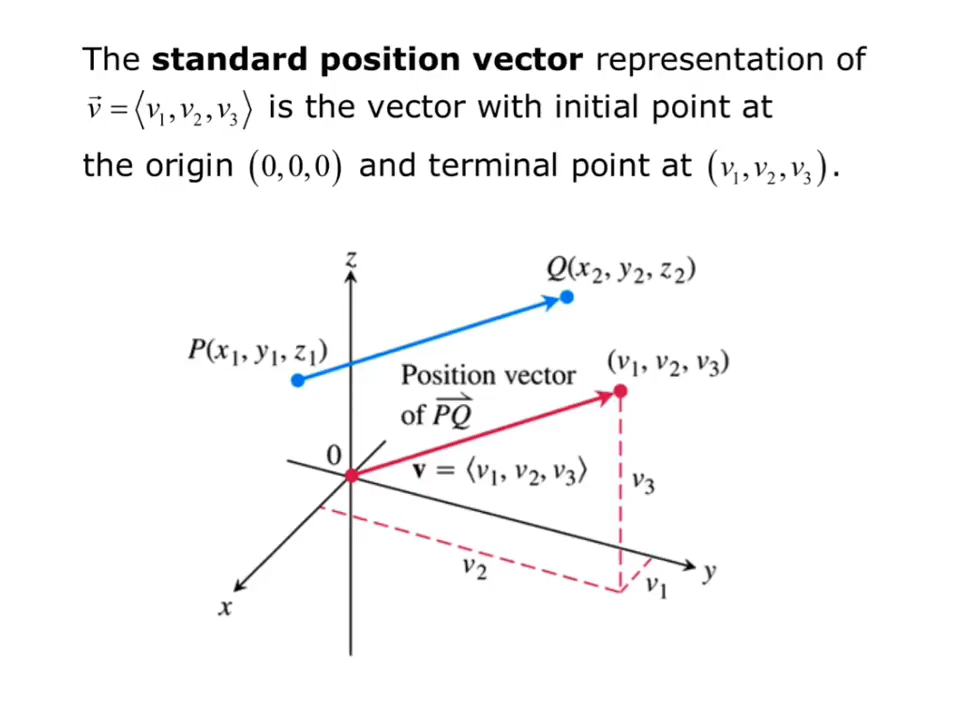 The standard position vector representation of
v⃗ = ⟨v₁, v₂, v₃⟩ is the vector with initial point at
the origin (0,0,0) and terminal point at (v₁, v₂, v₃).
z
Q(x₂, y₂, z₂)
P(x₁, y₁, z₁)
(v₁, v₂, v₃)
Position vector
of P͞Q⃗
0
v = ⟨v₁, v₂, v₃⟩
v₃
v₂
y
v₁
x